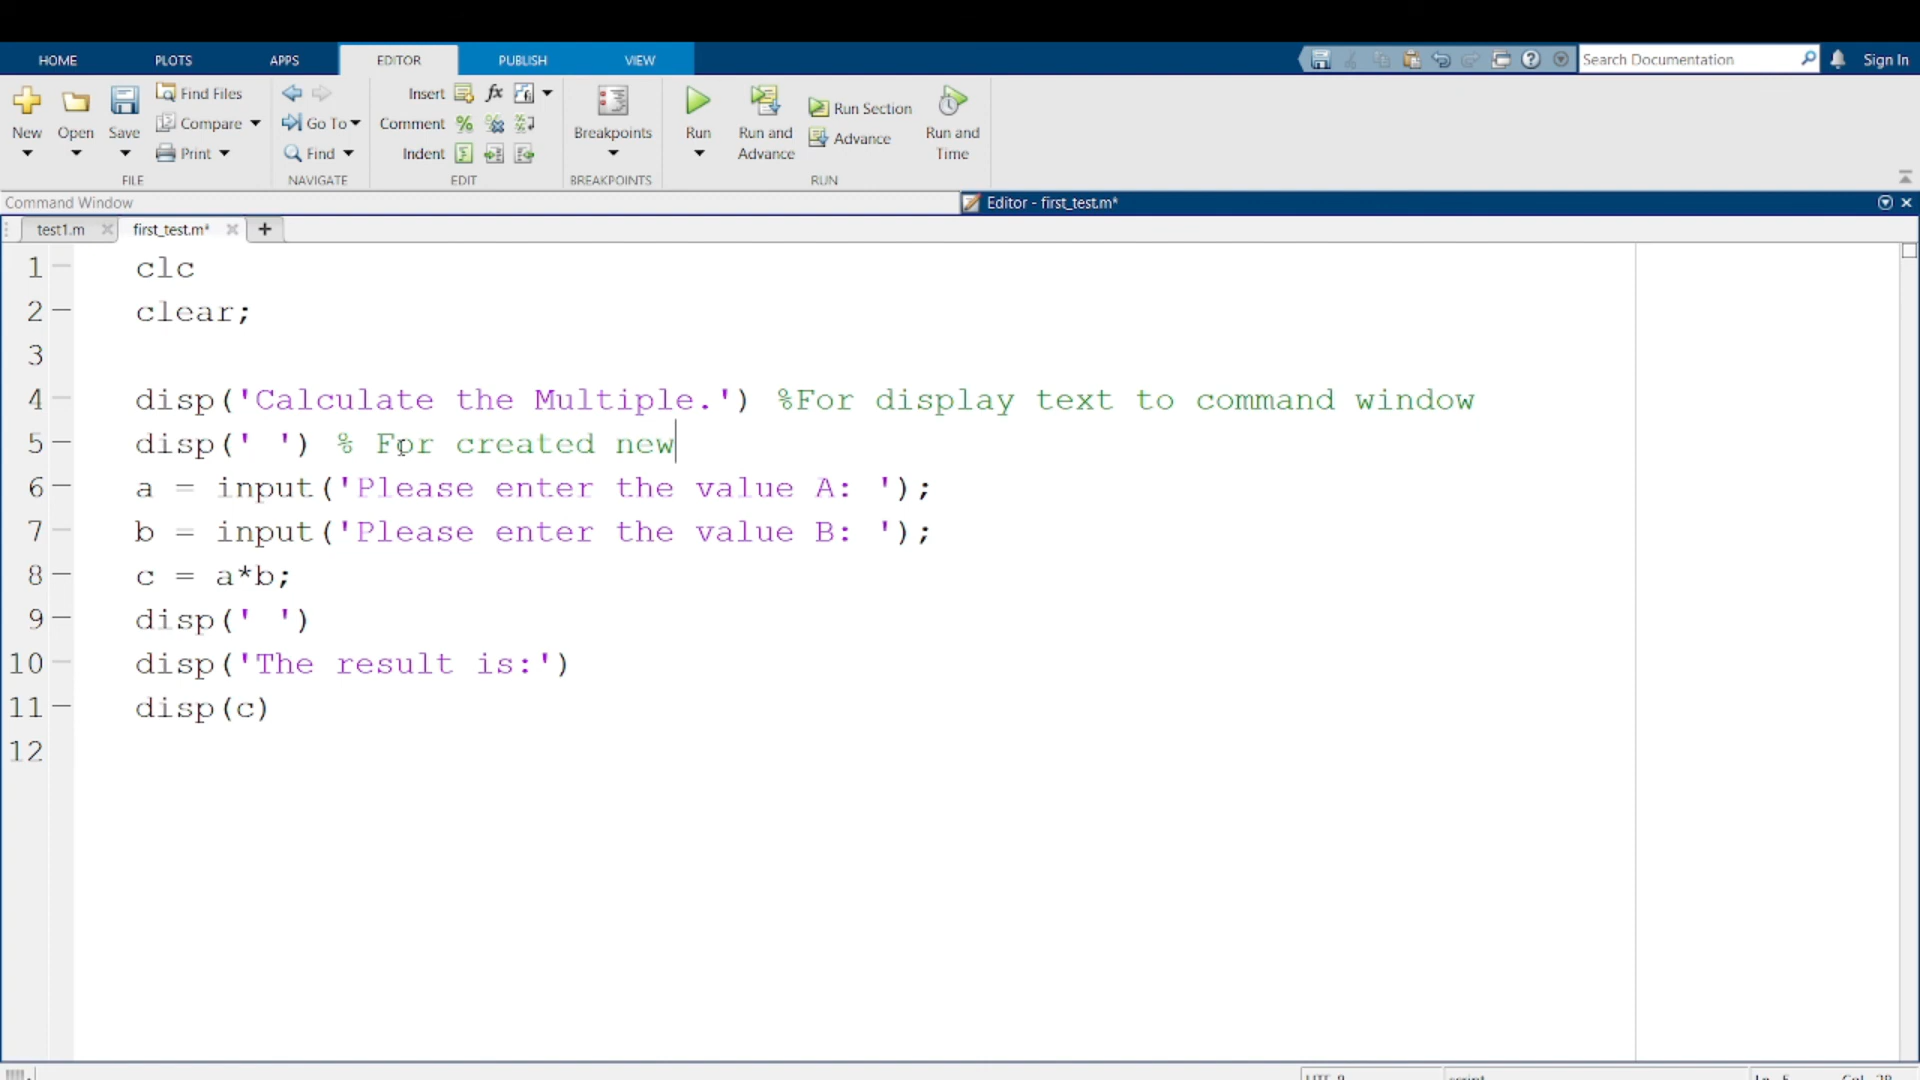 HOME PLOTS APPS EDITOR PUBLISH VIEW Search Documentation Sign In
New Open Save Find Files Compare Print
FILE
Go To Find
NAVIGATE
Insert fx
Comment
Indent
EDIT
Breakpoints
BREAKPOINTS
Run Run and Advance Run Section Advance Run and Time
RUN
Command Window Editor - first_test.m*
test1.m first_test.m* +
1 clc
2 clear;
3
4 disp('Calculate the Multiple.') %For display text to command window
5 disp(' ') % For created new
6 a = input('Please enter the value A: ');
7 b = input('Please enter the value B: ');
8 c = a*b;
9 disp(' ')
10 disp('The result is:')
11 disp(c)
12